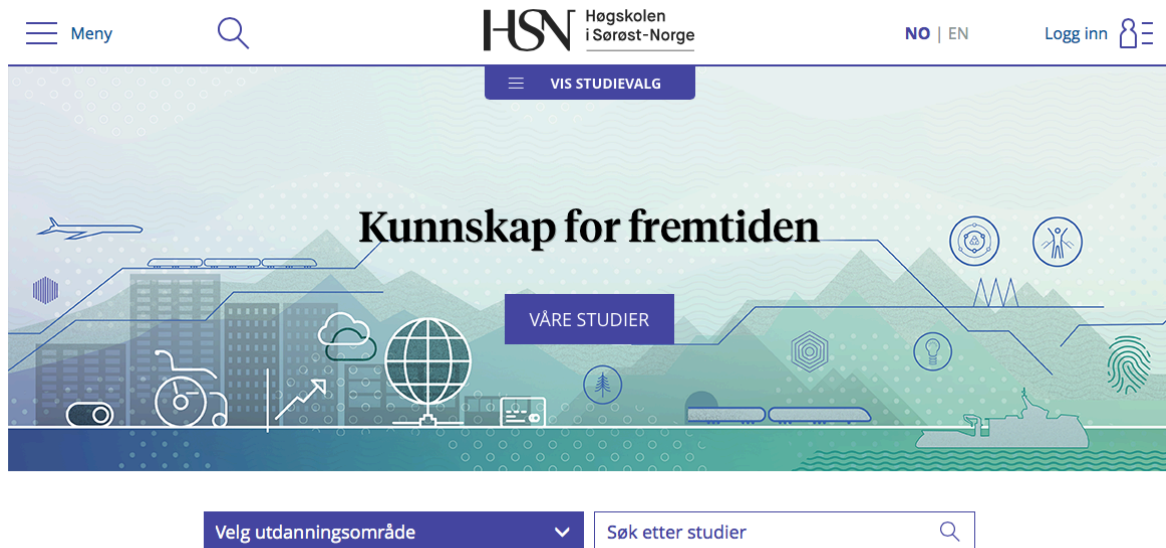 Meny
HSN Høgskolen
i Sørøst-Norge
NO | EN
Logg inn
VIS STUDIEVALG
Kunnskap for fremtiden
VÅRE STUDIER
Velg utdanningsområde
Søk etter studier